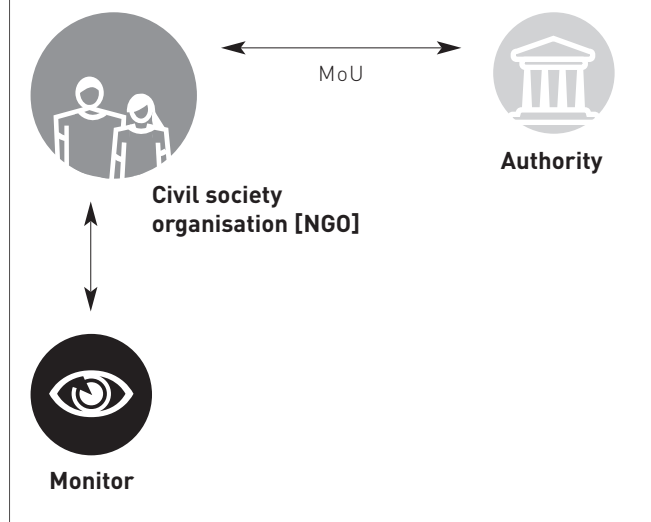 MoU
Authority
Civil society
organisation [NGO]
Monitor